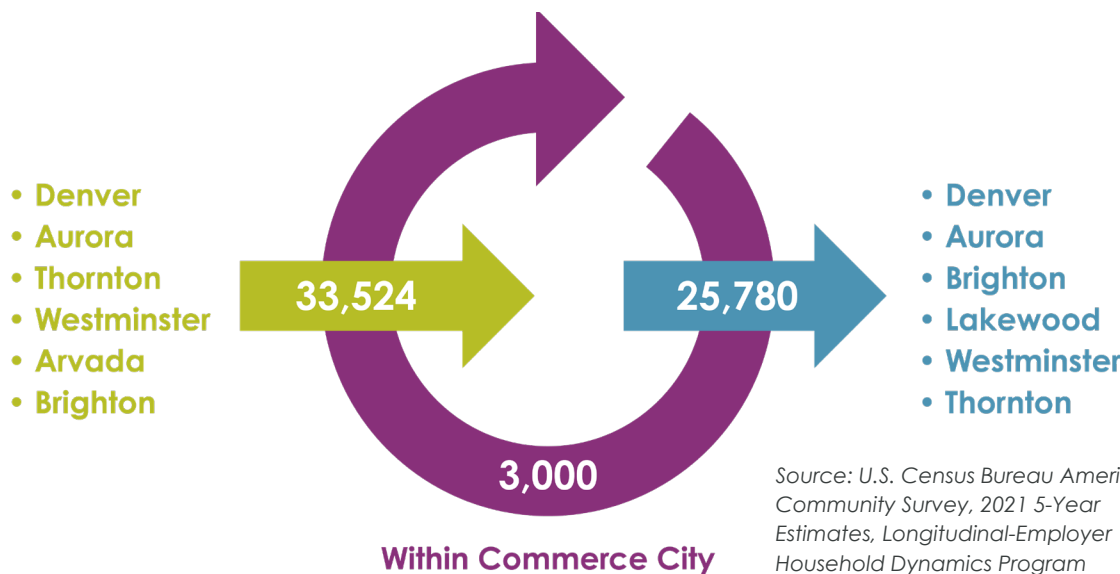 • Denver
• Aurora
• Thornton
• Westminster
• Arvada
• Brighton
33,524
25,780
3,000
Within Commerce City
• Denver
• Aurora
• Brighton
• Lakewood
• Westminster
• Thornton
Source: U.S. Census Bureau Ameri
Community Survey, 2021 5-Year
Estimates, Longitudinal-Employer
Household Dynamics Program